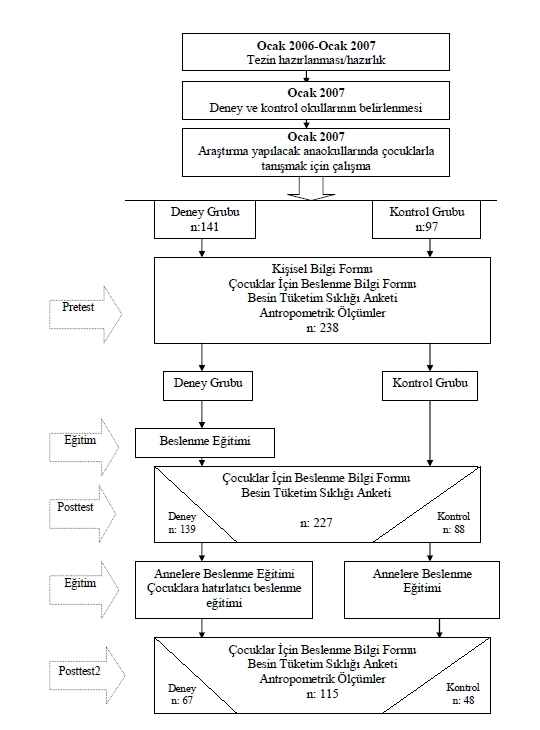 Ocak 2006-Ocak 2007
Tezin hazırlanması/hazırlık
Ocak 2007
Deney ve kontrol okullarının belirlenmesi
Ocak 2007
Araştırma yapılacak anaokullarında çocuklarla
tanışmak için çalışma
Deney Grubu
n:141
Kontrol Grubu
n:97
Kişisel Bilgi Formu
Çocuklar İçin Beslenme Bilgi Formu
Besin Tüketim Sıklığı Anketi
Antropometrik Ölçümler
n: 238
Pretest
Deney Grubu
Kontrol Grubu
Eğitim
Beslenme Eğitimi
Çocuklar İçin Beslenme Bilgi Formu
Besin Tüketim Sıklığı Anketi
Posttest
Deney
n: 139
n: 227
Kontrol
n: 88
Eğitim
Annelere Beslenme Eğitimi
Çocuklara hatırlatıcı beslenme
eğitimi
Annelere Beslenme
Eğitimi
Çocuklar İçin Beslenme Bilgi Formu
Besin Tüketim Sıklığı Anketi
Antropometrik Ölçümler
n: 115
Posttest2
Deney
n: 67
Kontrol
n: 48